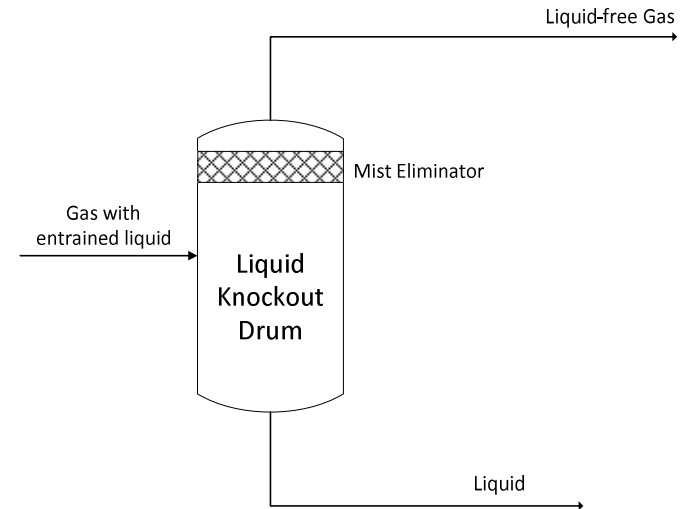 Liquid-free Gas
Mist Eliminator
Gas with
entrained liquid
Liquid
Knockout
Drum
Liquid